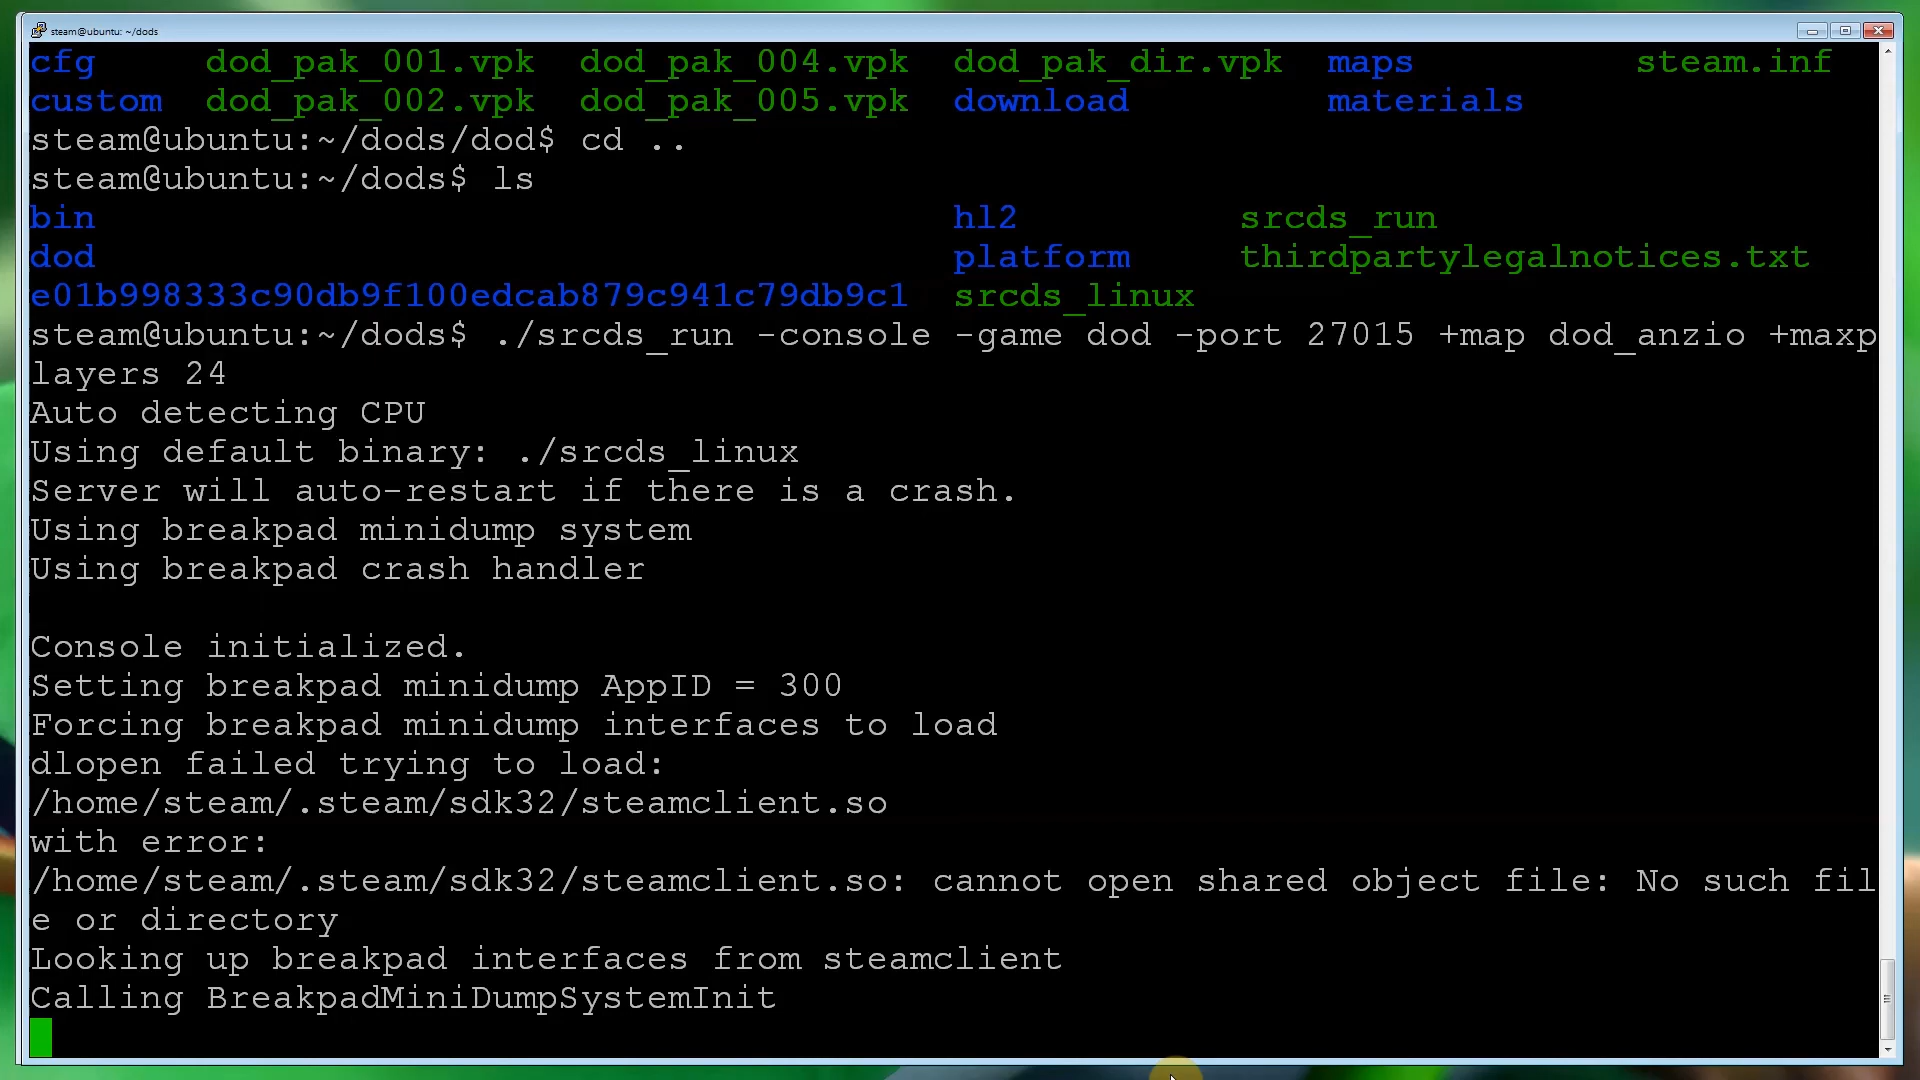 steam@ubuntu: ~/dods
cfg dod_pak_001.vpk dod_pak_004.vpk dod_pak_dir.vpk maps steam.inf
custom dod_pak_002.vpk dod_pak_005.vpk download materials
steam@ubuntu:~/dods/dod$ cd ..
steam@ubuntu:~/dods$ ls
bin hl2 srcds_run
dod platform thirdpartylegalnotices.txt
e01b998333c90db9f100edcab879c941c79db9c1 srcds_linux
steam@ubuntu:~/dods$ ./srcds_run -console -game dod -port 27015 +map dod_anzio +maxp
layers 24
Auto detecting CPU
Using default binary: ./srcds_linux
Server will auto-restart if there is a crash.
Using breakpad minidump system
Using breakpad crash handler
Console initialized.
Setting breakpad minidump AppID = 300
Forcing breakpad minidump interfaces to load
dlopen failed trying to load:
/home/steam/.steam/sdk32/steamclient.so
with error:
/home/steam/.steam/sdk32/steamclient.so: cannot open shared object file: No such fil
e or directory
Looking up breakpad interfaces from steamclient
Calling BreakpadMiniDumpSystemInit